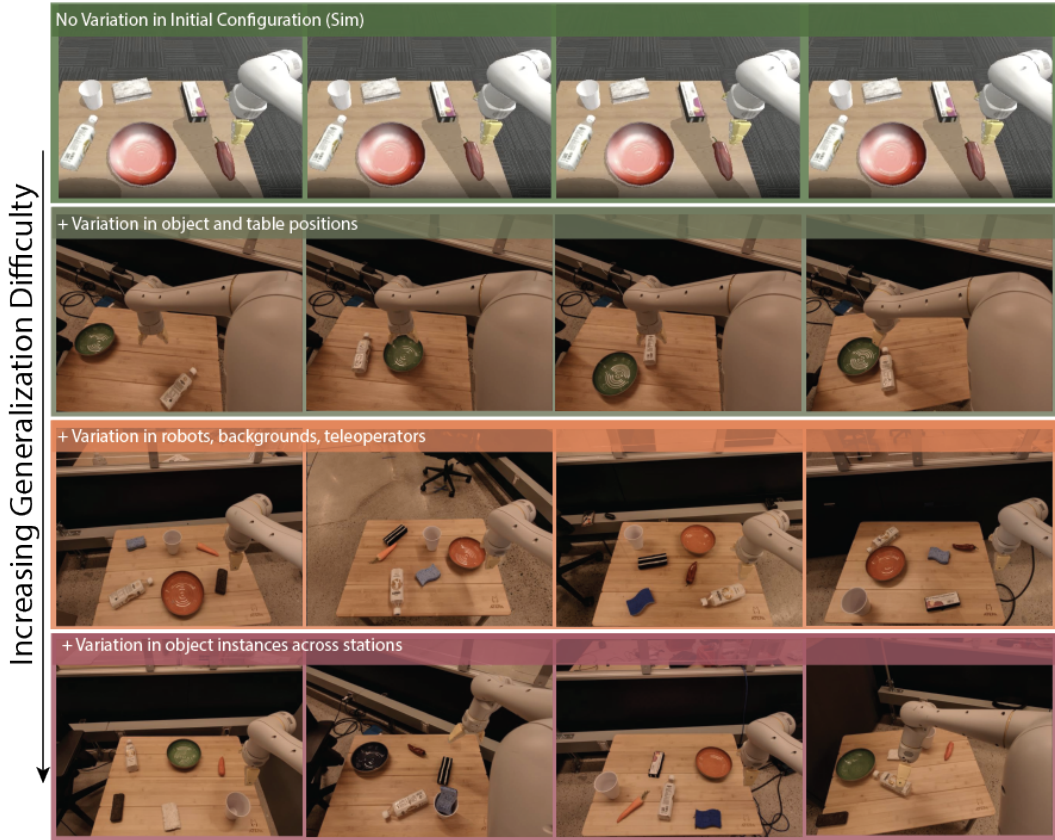 No Variation in Initial Configuration (Sim)
+ Variation in object and table positions
+ Variation in robots, backgrounds, teleoperators
+ Variation in object instances across stations
Increasing Generalization Difficulty